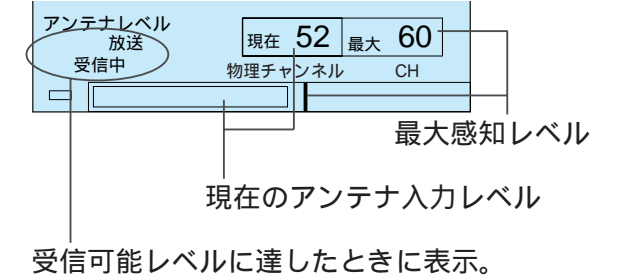 アンテナレベル
放送
受信中
現在 52 最大 60
物理チャンネル CH
最大感知レベル
現在のアンテナ入力レベル
受信可能レベルに達したときに表示。